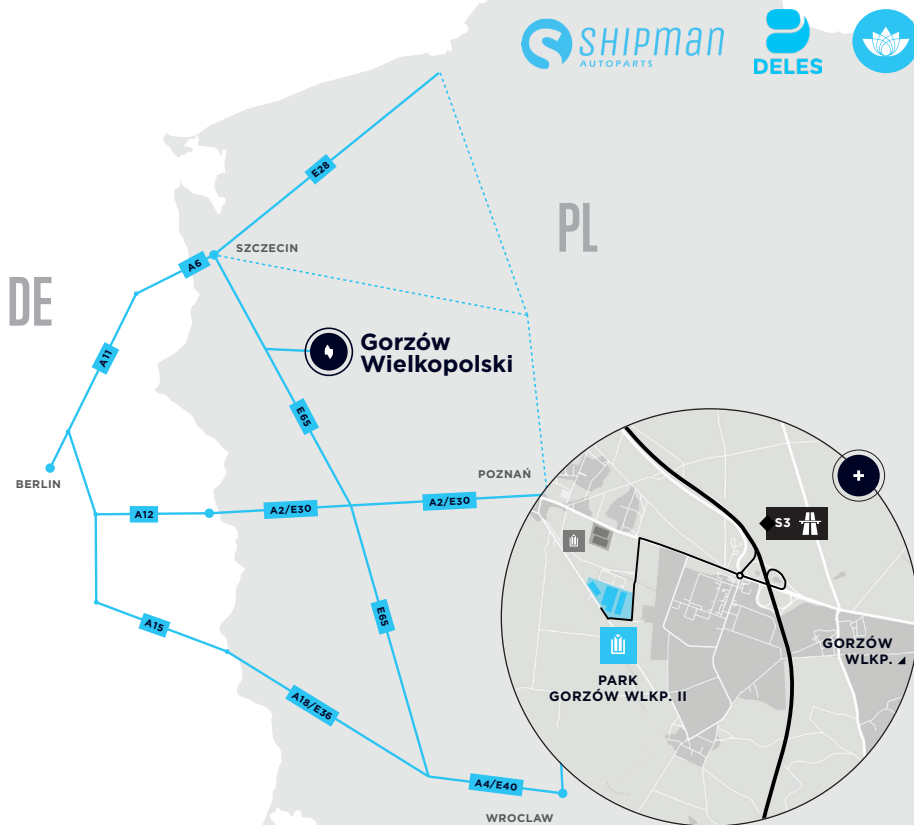 SHIPMAN
AUTOPARTS
DELES
E28
PL
SZCZECIN
A6
DE
Gorzów
Wielkopolski
A11
E65
POZNAŃ
BERLIN
A2/E30
A2/E30
A12
S3
E65
A15
GORZÓW
WLKP.
PARK
GORZÓW WLKP. II
A18/E36
A4/E40
WROCLAW